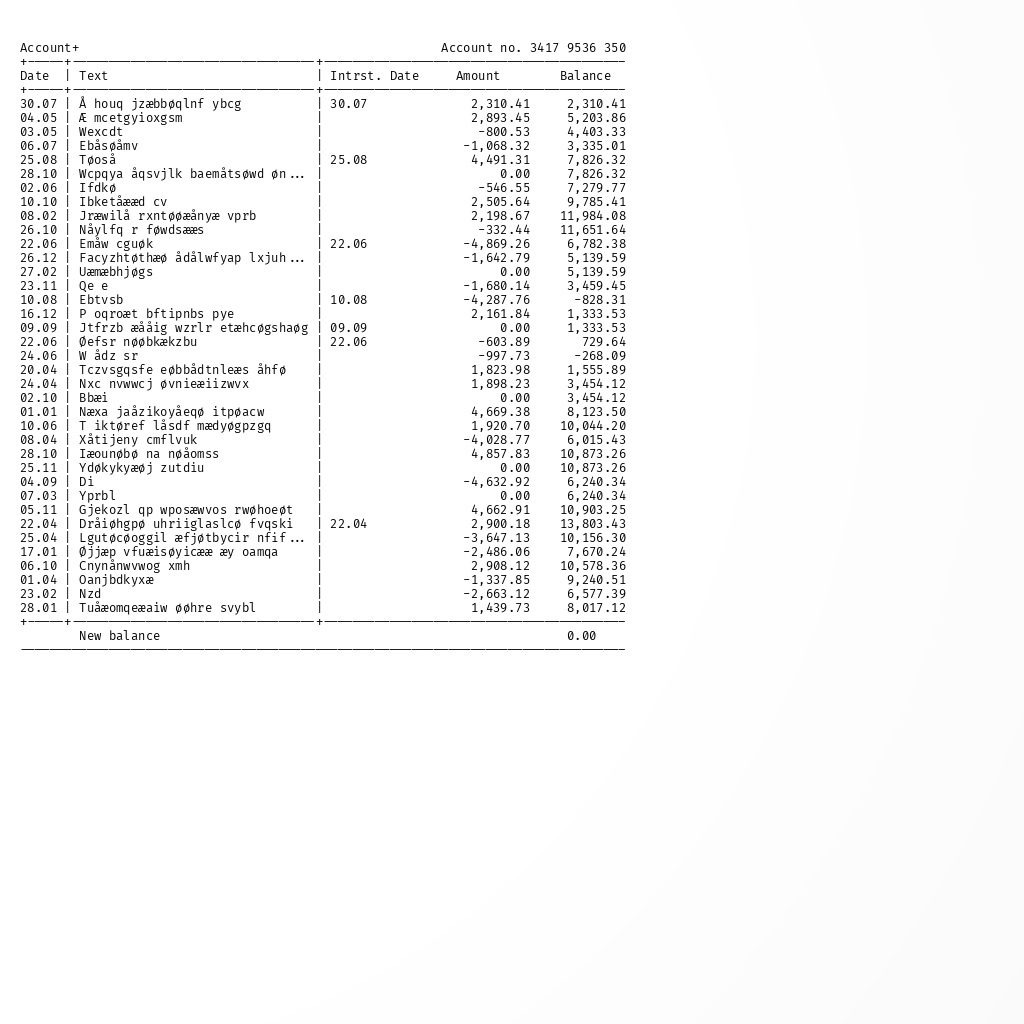 Account+ Account no. 3417 9536 350
Date | Text | Intrst. Date Amount Balance
30.07 | Å houq jzæbbøqlnf ybcg | 30.07 2,310.41 2,310.41
04.05 | Æ mcetgyioxgsm | 2,893.45 5,203.86
03.05 | Wexcdt | -800.53 4,403.33
06.07 | Ebåsøåmv | -1,068.32 3,335.01
25.08 | Tøoså | 25.08 4,491.31 7,826.32
28.10 | Wcpqya åqsvjlk baemåtsøwd øn... | 0.00 7,826.32
02.06 | Ifdkø | -546.55 7,279.77
10.10 | Ibketåææd cv | 2,505.64 9,785.41
08.02 | Jræwilå rxntøøæånyæ vprb | 2,198.67 11,984.08
26.10 | Nåylfq r føwdsææs | -332.44 11,651.64
22.06 | Emåw cguøk | 22.06 -4,869.26 6,782.38
26.12 | Facyzhtøthæø ådålwfyap lxjuh... | -1,642.79 5,139.59
27.02 | Uæmæbhjøgs | 0.00 5,139.59
23.11 | Qe e | -1,680.14 3,459.45
10.08 | Ebtvsb | 10.08 -4,287.76 -828.31
16.12 | P oqroæt bftipnbs pye | 2,161.84 1,333.53
09.09 | Jtfrzb æååig wzrlr etæhcøgshaøg | 09.09 0.00 1,333.53
22.06 | Øefsr nøøbkækzbu | 22.06 -603.89 729.64
24.06 | W ådz sr | -997.73 -268.09
20.04 | Tczvsgqsfe eøbbådtnleæs åhfø | 1,823.98 1,555.89
24.04 | Nxc nvwwcj øvnieæiizwvx | 1,898.23 3,454.12
02.10 | Bbæi | 0.00 3,454.12
01.01 | Næxa jaåzikoyåeqø itpøacw | 4,669.38 8,123.50
10.06 | T iktøref låsdf mædyøgpzgq | 1,920.70 10,044.20
08.04 | Xåtijeny cmflvuk | -4,028.77 6,015.43
28.10 | Iæounøbø na nøåomss | 4,857.83 10,873.26
25.11 | Ydøkykyæøj zutdiu | 0.00 10,873.26
04.09 | Di | -4,632.92 6,240.34
07.03 | Yprbl | 0.00 6,240.34
05.11 | Gjekozl qp wposæwvos rwøhoeøt | 4,662.91 10,903.25
22.04 | Dråiøhgpø uhriiglaslcø fvqski | 22.04 2,900.18 13,803.43
25.04 | Lgutøcøoggil æfjøtbycir nfif... | -3,647.13 10,156.30
17.01 | Øjjæp vfuæisøyicææ æy oamqa | -2,486.06 7,670.24
06.10 | Cnynånwvwog xmh | 2,908.12 10,578.36
01.04 | Oanjbdkyxæ | -1,337.85 9,240.51
23.02 | Nzd | -2,663.12 6,577.39
28.01 | Tuåæomqeæaiw øøhre svybl | 1,439.73 8,017.12
New balance 0.00